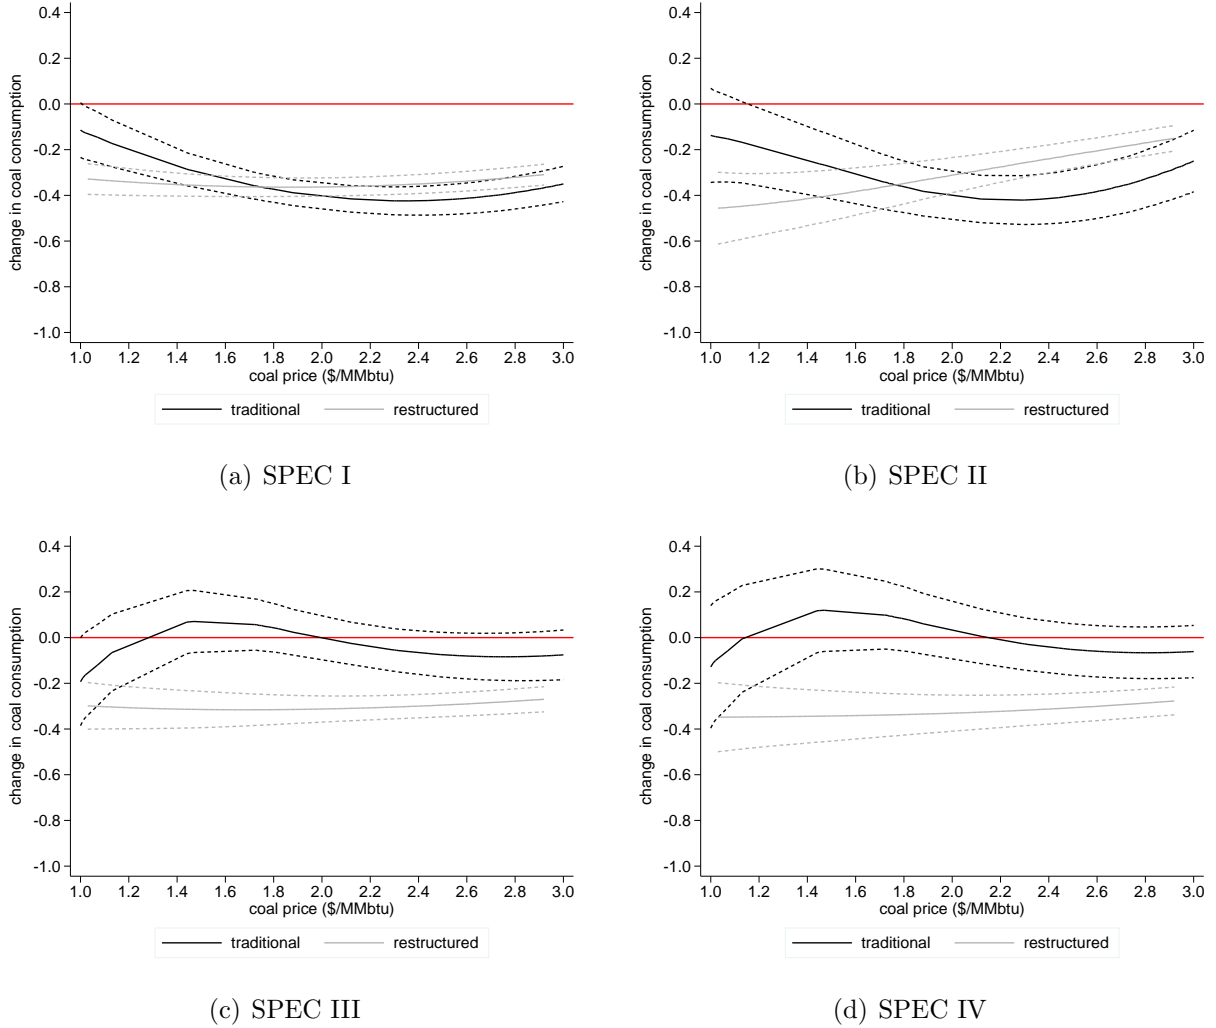 0.4
0.2
0.0
-0.2
-0.4
-0.6
-0.8
-1.0
change in coal consumption
1.0 1.2 1.4 1.6 1.8 2.0 2.2 2.4 2.6 2.8 3.0
coal price ($/MMbtu)
traditional restructured
(a) SPEC I
0.4
0.2
0.0
-0.2
-0.4
-0.6
-0.8
-1.0
change in coal consumption
1.0 1.2 1.4 1.6 1.8 2.0 2.2 2.4 2.6 2.8 3.0
coal price ($/MMbtu)
traditional restructured
(b) SPEC II
0.4
0.2
0.0
-0.2
-0.4
-0.6
-0.8
-1.0
change in coal consumption
1.0 1.2 1.4 1.6 1.8 2.0 2.2 2.4 2.6 2.8 3.0
coal price ($/MMbtu)
traditional restructured
(c) SPEC III
0.4
0.2
0.0
-0.2
-0.4
-0.6
-0.8
-1.0
change in coal consumption
1.0 1.2 1.4 1.6 1.8 2.0 2.2 2.4 2.6 2.8 3.0
coal price ($/MMbtu)
traditional restructured
(d) SPEC IV